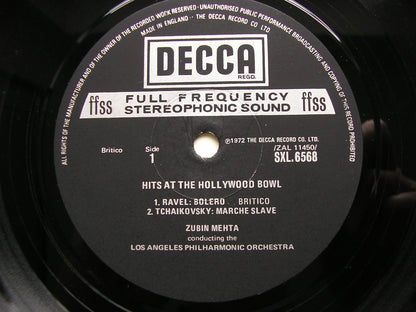 ALL RIGHTS OF THE MANUFACTURER AND OF THE OWNER OF THE RECORDED WORK RESERVED · UNAUTHORISED PUBLIC PERFORMANCE BROADCASTING AND COPYING OF THIS RECORD PROHIBITED
MADE IN ENGLAND · THE DECCA RECORD CO LTD
DECCA
REGD.
ffss FULL FREQUENCY STEREOPHONIC SOUND ffss
℗1972 THE DECCA RECORD CO. LTD.
Britico Side 1 /ZAL 11450/
SXL.6568
HITS AT THE HOLLYWOOD BOWL
1. RAVEL: BOLERO BRITICO
2. TCHAIKOVSKY: MARCHE SLAVE
ZUBIN MEHTA
conducting the
LOS ANGELES PHILHARMONIC ORCHESTRA